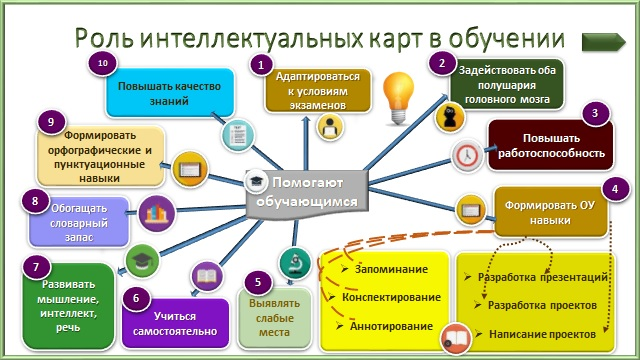 Роль интеллектуальных карт в обучении
1
Адаптироваться
к условиям
экзаменов
2
Задействовать оба
полушария
головного мозга
3
Повышать
работоспособность
4
Формировать ОУ
навыки
Запоминание
Конспектирование
Аннотирование
Разработка презентаций
Разработка проектов
Написание проектов
5
Выявлять
слабые
места
6
Учиться
самостоятельно
7
Развивать
мышление,
интеллект,
речь
8
Обогащать
словарный
запас
9
Формировать
орфографические и
пунктуационные
навыки
10
Повышать качество
знаний
Помогают
обучающимся